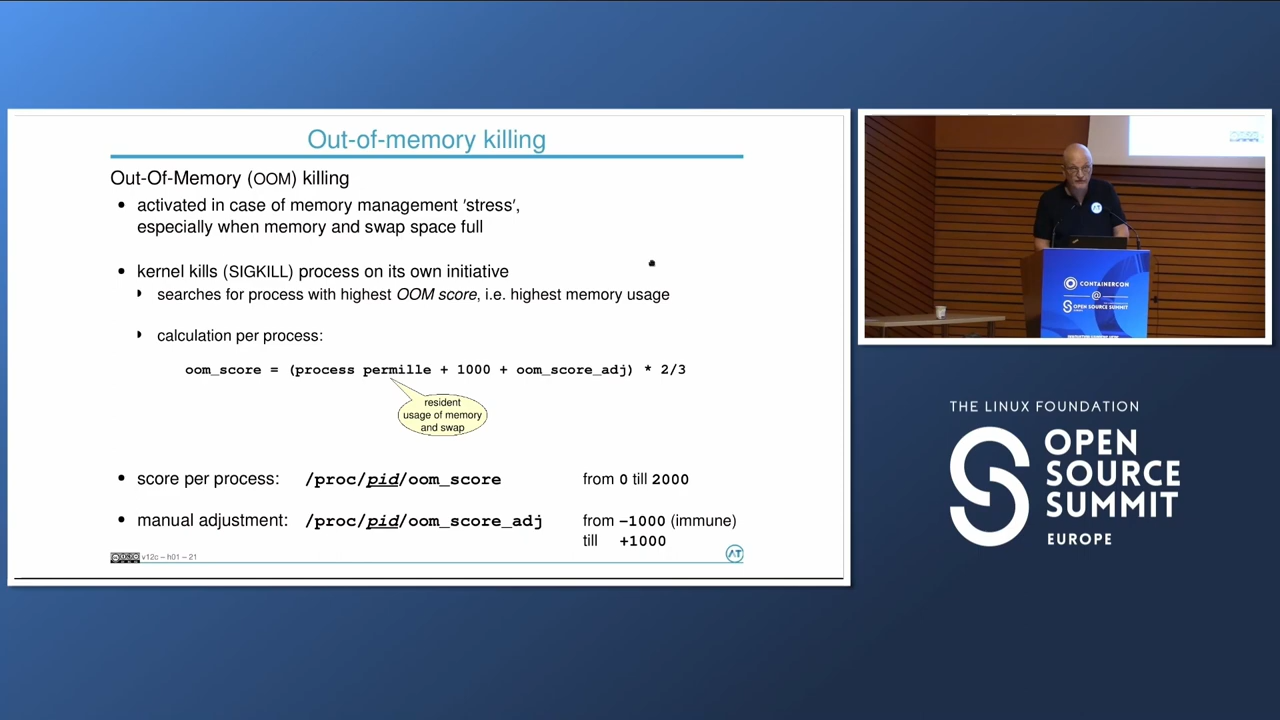 Out-of-memory killing
Out-Of-Memory (OOM) killing
• activated in case of memory management 'stress',
especially when memory and swap space full
• kernel kills (SIGKILL) process on its own initiative
searches for process with highest OOM score, i.e. highest memory usage
calculation per process:
oom_score = (process permille + 1000 + oom_score_adj) * 2/3
resident
usage of memory
and swap
• score per process: /proc/pid/oom_score from 0 till 2000
• manual adjustment: /proc/pid/oom_score_adj from −1000 (immune)
till +1000
v12c − h01 − 21
AT
CONTAINERCON
@
OPEN SOURCE SUMMIT
THE LINUX FOUNDATION
OPEN
SOURCE
SUMMIT
EUROPE